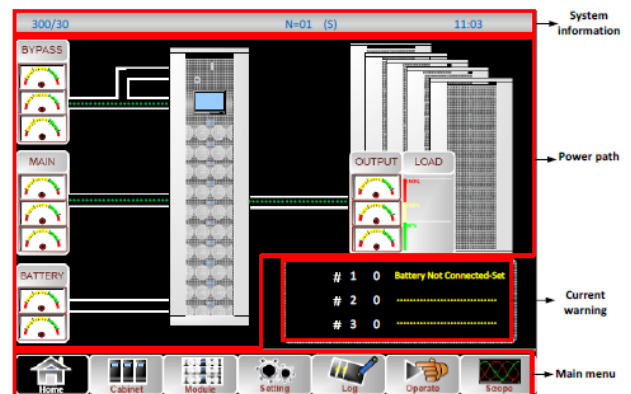 300/30 N=01 (S) 11:03
System
information
BYPASS
MAIN
OUTPUT LOAD
Power path
BATTERY
# 1 0 Battery Not Connected-Set
# 2 0 --------------------
# 3 0 --------------------
Current
warning
Home Cabinet Module Setting Log Operate Scope
Main menu